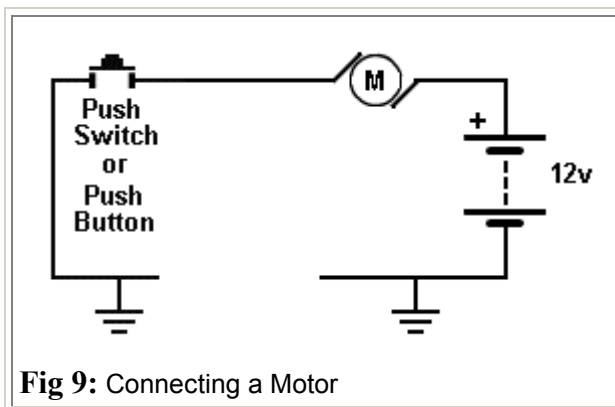 Push
Switch
or
Push
Button
M
+
12v
Fig 9: Connecting a Motor